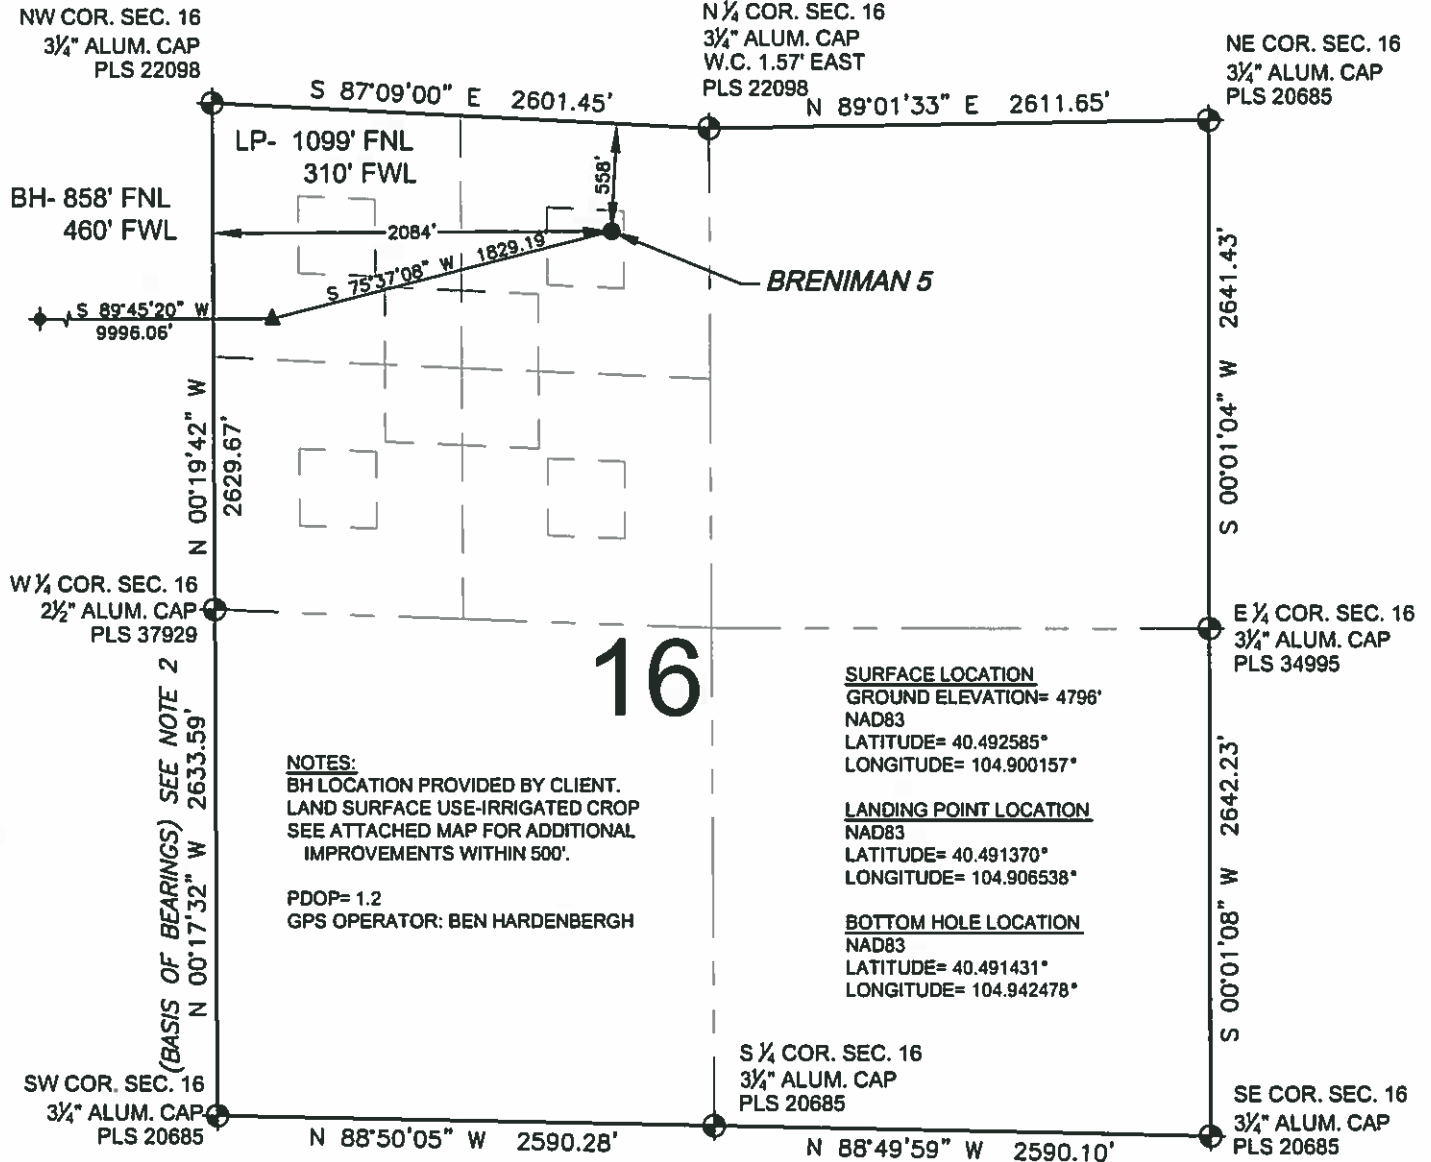 NW COR. SEC. 16
3¼" ALUM. CAP
PLS 22098
N ¼ COR. SEC. 16
3¼" ALUM. CAP
W.C. 1.57' EAST
PLS 22098
NE COR. SEC. 16
3¼" ALUM. CAP
PLS 20685
S 87°09'00" E 2601.45'
N 89°01'33" E 2611.65'
LP- 1099' FNL
310' FWL
BH- 858' FNL
460' FWL
558'
2084'
S 75°37'08" W 1829.19'
BRENIMAN 5
S 89°45'20" W
9996.06'
N 00°19'42" W
2629.67'
S 00°01'04" W 2641.43'
W ¼ COR. SEC. 16
2½" ALUM. CAP
PLS 37929
E ¼ COR. SEC. 16
3¼" ALUM. CAP
PLS 34995
16
(BASIS OF BEARINGS) SEE NOTE 2
N 00°17'32" W 2633.59'
NOTES:
BH LOCATION PROVIDED BY CLIENT.
LAND SURFACE USE-IRRIGATED CROP
SEE ATTACHED MAP FOR ADDITIONAL
IMPROVEMENTS WITHIN 500'.
PDOP= 1.2
GPS OPERATOR: BEN HARDENBERGH
SURFACE LOCATION
GROUND ELEVATION= 4796'
NAD83
LATITUDE= 40.492585°
LONGITUDE= 104.900157°
LANDING POINT LOCATION
NAD83
LATITUDE= 40.491370°
LONGITUDE= 104.906538°
BOTTOM HOLE LOCATION
NAD83
LATITUDE= 40.491431°
LONGITUDE= 104.942478°
S 00°01'08" W 2642.23'
SW COR. SEC. 16
3¼" ALUM. CAP
PLS 20685
S ¼ COR. SEC. 16
3¼" ALUM. CAP
PLS 20685
SE COR. SEC. 16
3¼" ALUM. CAP
PLS 20685
N 88°50'05" W 2590.28'
N 88°49'59" W 2590.10'